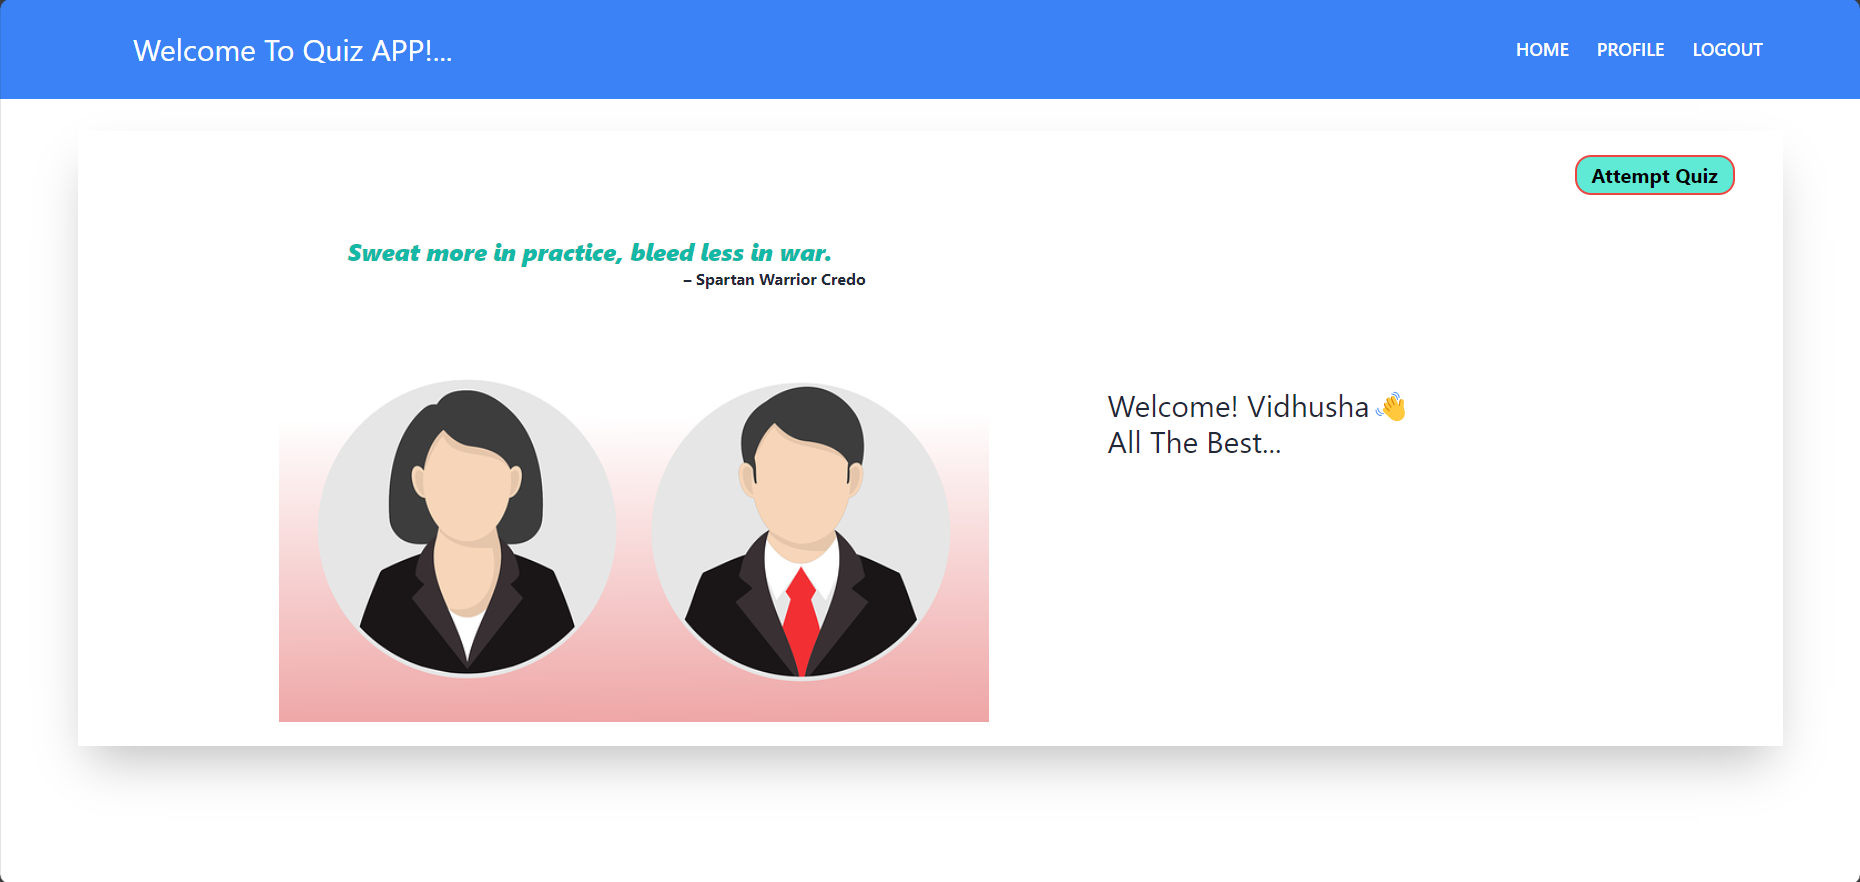 Welcome To Quiz APP!...
HOME PROFILE LOGOUT
Attempt Quiz
Sweat more in practice, bleed less in war.
– Spartan Warrior Credo
Welcome! Vidhusha 👋
All The Best...